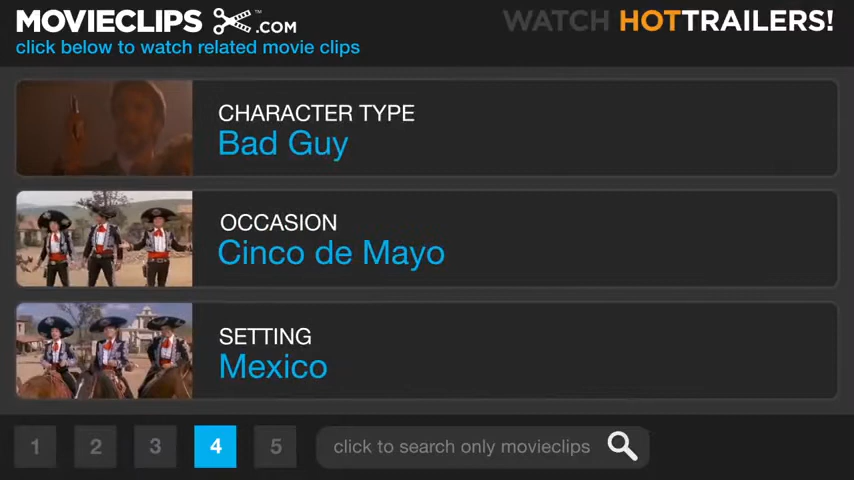 MOVIECLIPS .COM
WATCH HOTTRAILERS!
click below to watch related movie clips
CHARACTER TYPE
Bad Guy
OCCASION
Cinco de Mayo
SETTING
Mexico
1 2 3 4 5 click to search only movieclips